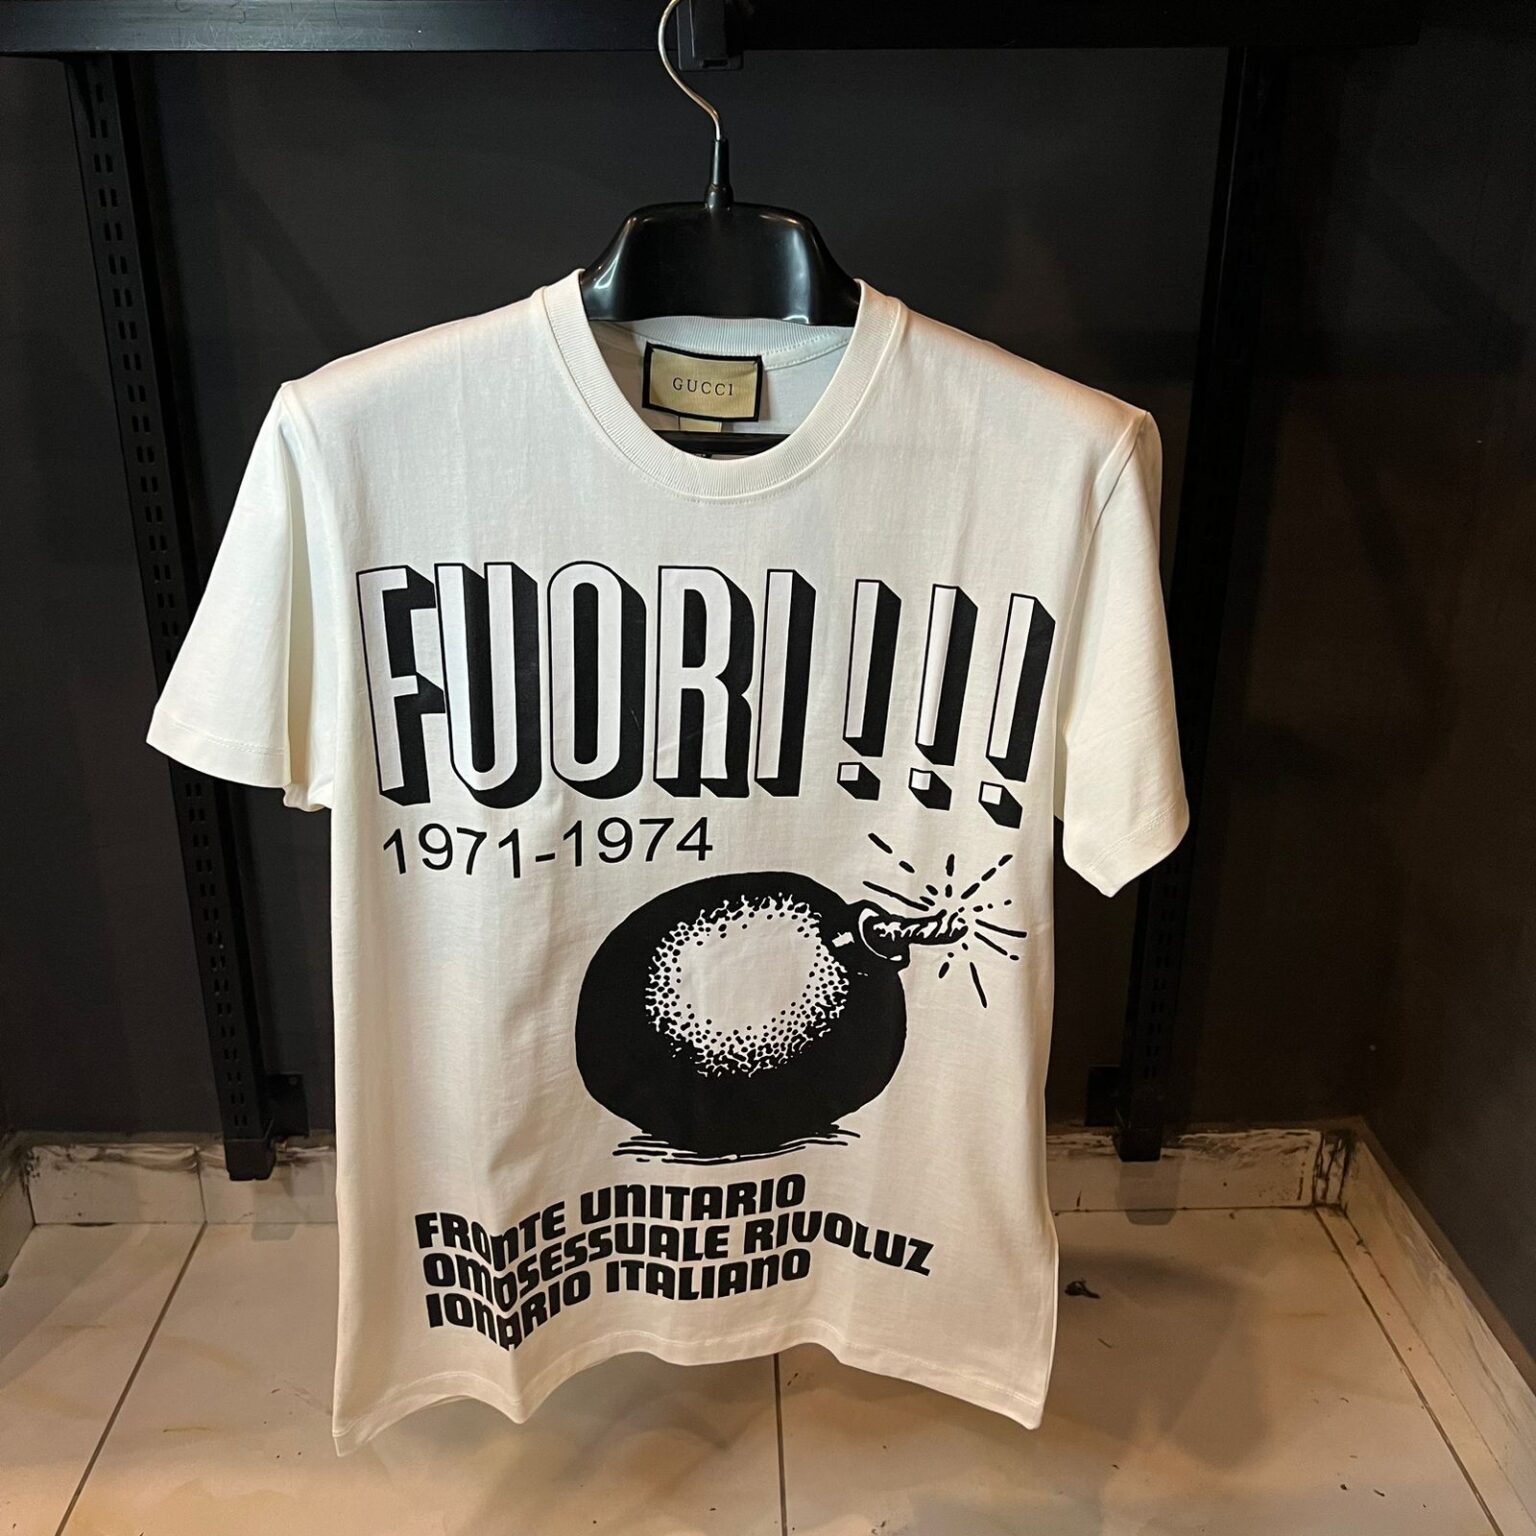 GUCCI
FUORI!!!
1971-1974
FRONTE UNITARIO
OMOSESSUALE RIVOLUZ
IONARIO ITALIANO